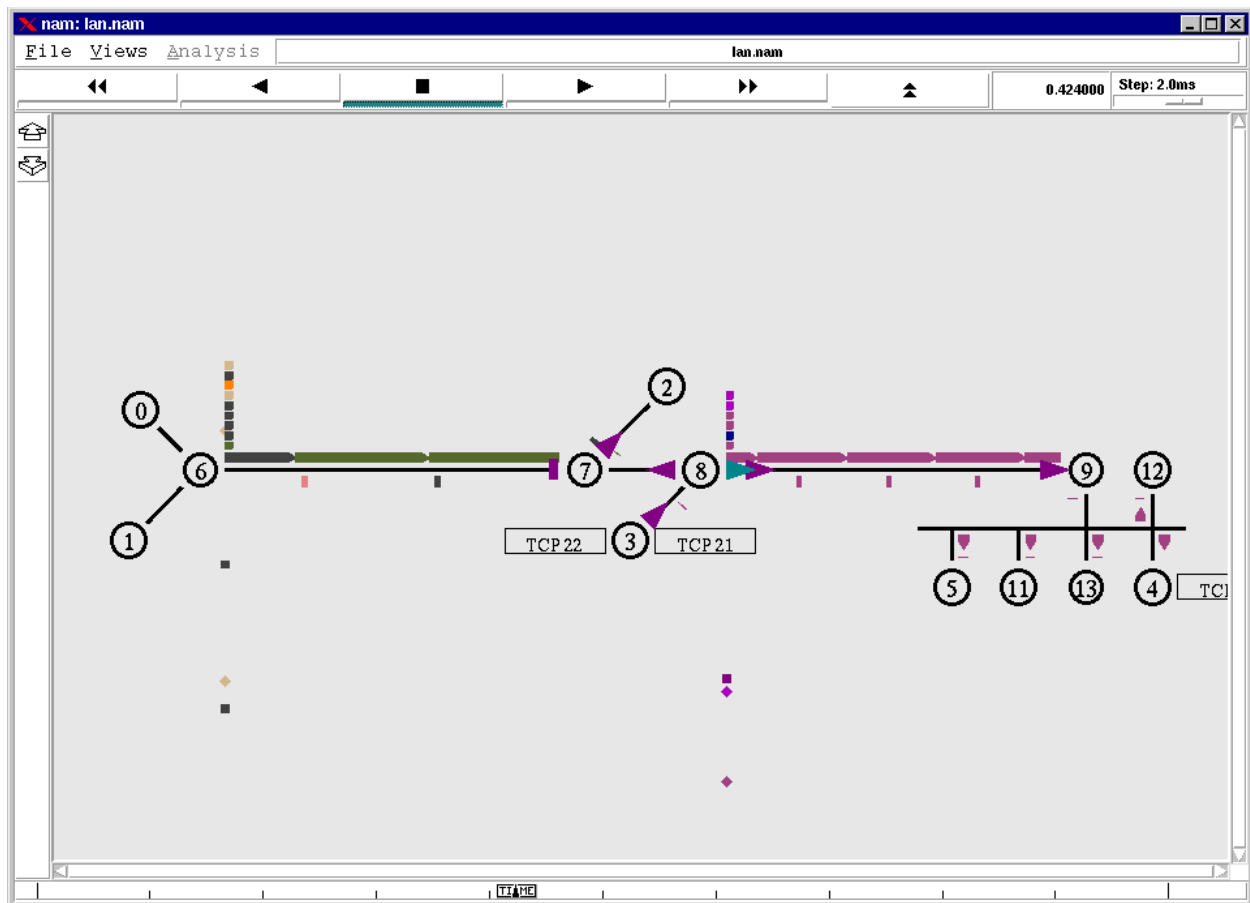 nam: lan.nam
File Views Analysis lan.nam
0.424000 Step: 2.0ms
2
0
6 7 8 9 12
1 TCP 22 3 TCP 21
5 11 13 4 TCP
TIME